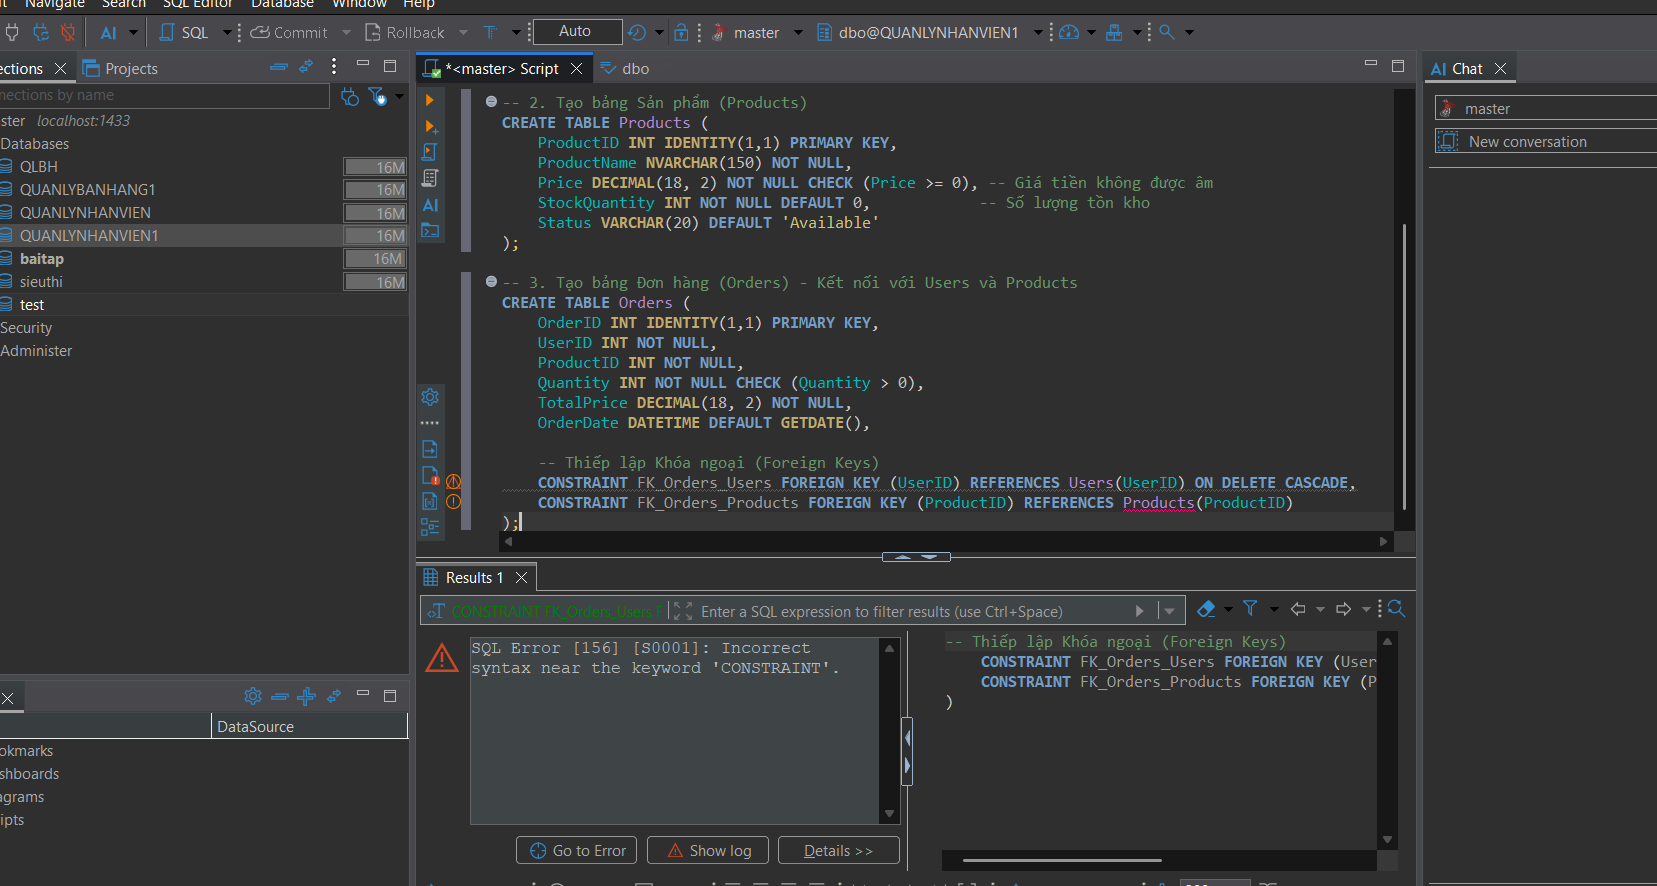 Navigate Search SQL Editor Database Window Help
AI SQL Commit Rollback T Auto master dbo@QUANLYNHANVIEN1
Projects
*<master> Script
dbo
AI Chat
localhost:1433
Databases
QLBH 16M
QUANLYBANHANG1 16M
QUANLYNHANVIEN 16M
QUANLYNHANVIEN1 16M
baitap 16M
sieuthi 16M
test
Security
Administer
AI
-- 2. Tạo bảng Sản phẩm (Products)
CREATE TABLE Products (
ProductID INT IDENTITY(1,1) PRIMARY KEY,
ProductName NVARCHAR(150) NOT NULL,
Price DECIMAL(18, 2) NOT NULL CHECK (Price >= 0), -- Giá tiền không được âm
StockQuantity INT NOT NULL DEFAULT 0, -- Số lượng tồn kho
Status VARCHAR(20) DEFAULT 'Available'
);
-- 3. Tạo bảng Đơn hàng (Orders) - Kết nối với Users và Products
CREATE TABLE Orders (
OrderID INT IDENTITY(1,1) PRIMARY KEY,
UserID INT NOT NULL,
ProductID INT NOT NULL,
Quantity INT NOT NULL CHECK (Quantity > 0),
TotalPrice DECIMAL(18, 2) NOT NULL,
OrderDate DATETIME DEFAULT GETDATE(),
-- Thiếp lập Khóa ngoại (Foreign Keys)
CONSTRAINT FK_Orders_Users FOREIGN KEY (UserID) REFERENCES Users(UserID) ON DELETE CASCADE,
CONSTRAINT FK_Orders_Products FOREIGN KEY (ProductID) REFERENCES Products(ProductID)
);
master
New conversation
Results 1
CONSTRAINT FK_Orders_Users F
Enter a SQL expression to filter results (use Ctrl+Space)
SQL Error [156] [S0001]: Incorrect
syntax near the keyword 'CONSTRAINT'.
Go to Error
Show log
Details >>
-- Thiếp lập Khóa ngoại (Foreign Keys)
CONSTRAINT FK_Orders_Users FOREIGN KEY (User
CONSTRAINT FK_Orders_Products FOREIGN KEY (P
)
DataSource